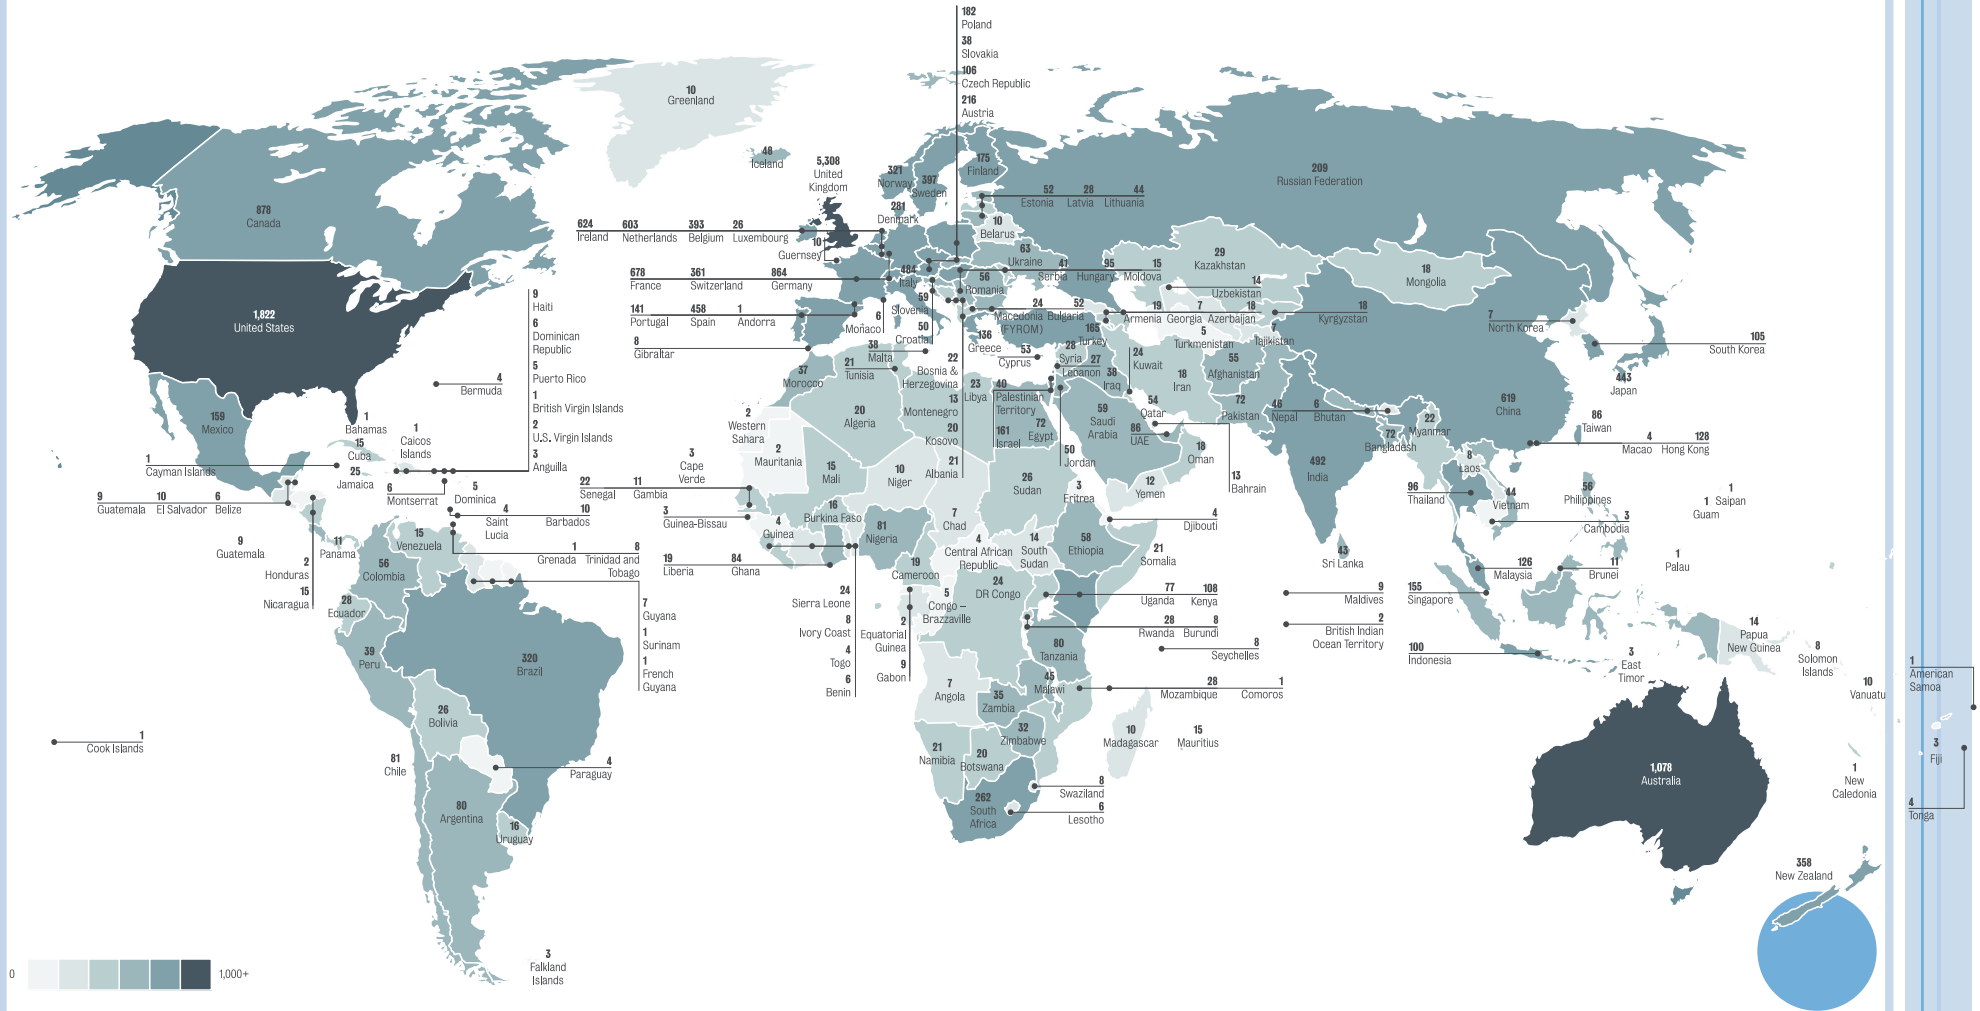 182
Poland
38
Slovakia
106
Czech Republic
216
Austria
10
Greenland
48
Iceland
5,308
United
Kingdom
321
Norway
397
Sweden
175
Finland
209
Russian Federation
878
Canada
281
Denmark
52 28 44
Estonia Latvia Lithuania
10
Belarus
624 603 393 26
Ireland Netherlands Belgium Luxembourg
10
Guernsey
63
Ukraine
678 361 864
France Switzerland Germany
484
Italy
56
Romania
41 95 15
Serbia Hungary Moldova
29
Kazakhstan
18
Mongolia
14
Uzbekistan
1,822
United States
141 458 1
Portugal Spain Andorra
6
Monaco
59
Slovenia
50
Croatia
24 52
Macedonia Bulgaria
(FYROM)
19 7 18
Armenia Georgia Azerbaijan
18
Kyrgyzstan
7
North Korea
105
South Korea
8
Gibraltar
38
Malta
136
Greece
165
Turkey
5
Turkmenistan
7
Tajikistan
53
Cyprus
28
Syria
27
Lebanon
38
Iraq
24
Kuwait
18
Iran
55
Afghanistan
443
Japan
9
Haiti
6
Dominican
Republic
5
Puerto Rico
1
British Virgin Islands
2
U.S. Virgin Islands
3
Anguilla
4
Bermuda
37
Morocco
21
Tunisia
22
Bosnia &
Herzegovina
13
Montenegro
20
Kosovo
21
Albania
23
Libya
40
Palestinian
Territory
161
Israel
72
Egypt
50
Jordan
59
Saudi
Arabia
54
Qatar
86
UAE
18
Oman
13
Bahrain
72
Pakistan
46 6
Nepal Bhutan
72
Bangladesh
22
Myanmar
619
China
86
Taiwan
4 128
Macao Hong Kong
159
Mexico
1
Bahamas
15
Cuba
1
Caicos
Islands
1
Cayman Islands
25
Jamaica
6
Montserrat
5
Dominica
4
Saint
Lucia
10
Barbados
9 10 6
Guatemala El Salvador Belize
9
Guatemala
2
Honduras
15
Nicaragua
11
Panama
15
Venezuela
1 8
Grenada Trinidad and
Tobago
2
Western
Sahara
20
Algeria
2
Mauritania
3
Cape
Verde
22 11
Senegal Gambia
3
Guinea-Bissau
15
Mali
10
Niger
16
Burkina Faso
4
Guinea
81
Nigeria
19 84
Liberia Ghana
7
Chad
26
Sudan
3
Eritrea
12
Yemen
4
Djibouti
4
Central African
Republic
14
South
Sudan
58
Ethiopia
21
Somalia
19
Cameroon
24
DR Congo
5
Congo –
Brazzaville
24
Sierra Leone
8
Ivory Coast
4
Togo
6
Benin
2
Equatorial
Guinea
9
Gabon
77 108
Uganda Kenya
28 8
Rwanda Burundi
8
Seychelles
492
India
43
Sri Lanka
9
Maldives
2
British Indian
Ocean Territory
8
Laos
96
Thailand
44
Vietnam
56
Philippines
3
Cambodia
1
Saipan
1
Guam
1
Palau
126
Malaysia
11
Brunei
155
Singapore
100
Indonesia
3
East
Timor
14
Papua
New Guinea
8
Solomon
Islands
10
Vanuatu
1
American
Samoa
56
Colombia
28
Ecuador
39
Peru
320
Brazil
7
Guyana
1
Surinam
1
French
Guyana
26
Bolivia
4
Paraguay
81
Chile
80
Argentina
16
Uruguay
1
Cook Islands
3
Falkland
Islands
80
Tanzania
45
Malawi
7
Angola
35
Zambia
28 1
Mozambique Comoros
32
Zimbabwe
21
Namibia
20
Botswana
10
Madagascar
15
Mauritius
8
Swaziland
262
South
Africa
6
Lesotho
1,078
Australia
1
New
Caledonia
3
Fiji
4
Tonga
358
New Zealand
0 1,000+